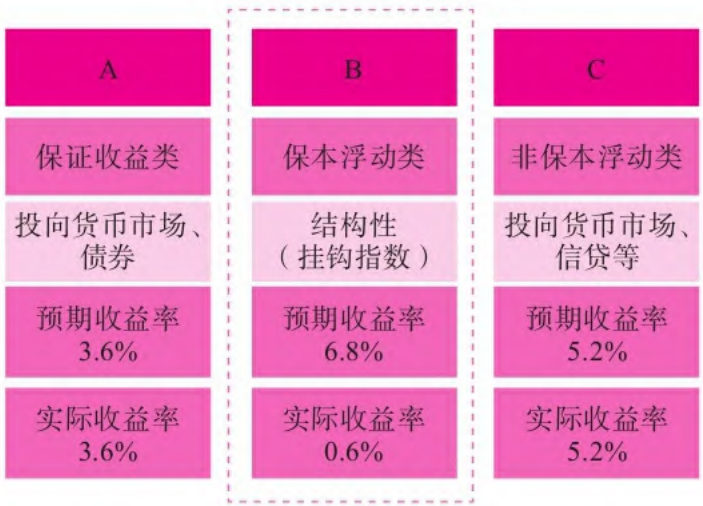 A
保证收益类
投向货币市场、
债券
预期收益率
3.6%
实际收益率
3.6%
B
保本浮动类
结构性
（挂钩指数）
预期收益率
6.8%
实际收益率
0.6%
C
非保本浮动类
投向货币市场、
信贷等
预期收益率
5.2%
实际收益率
5.2%